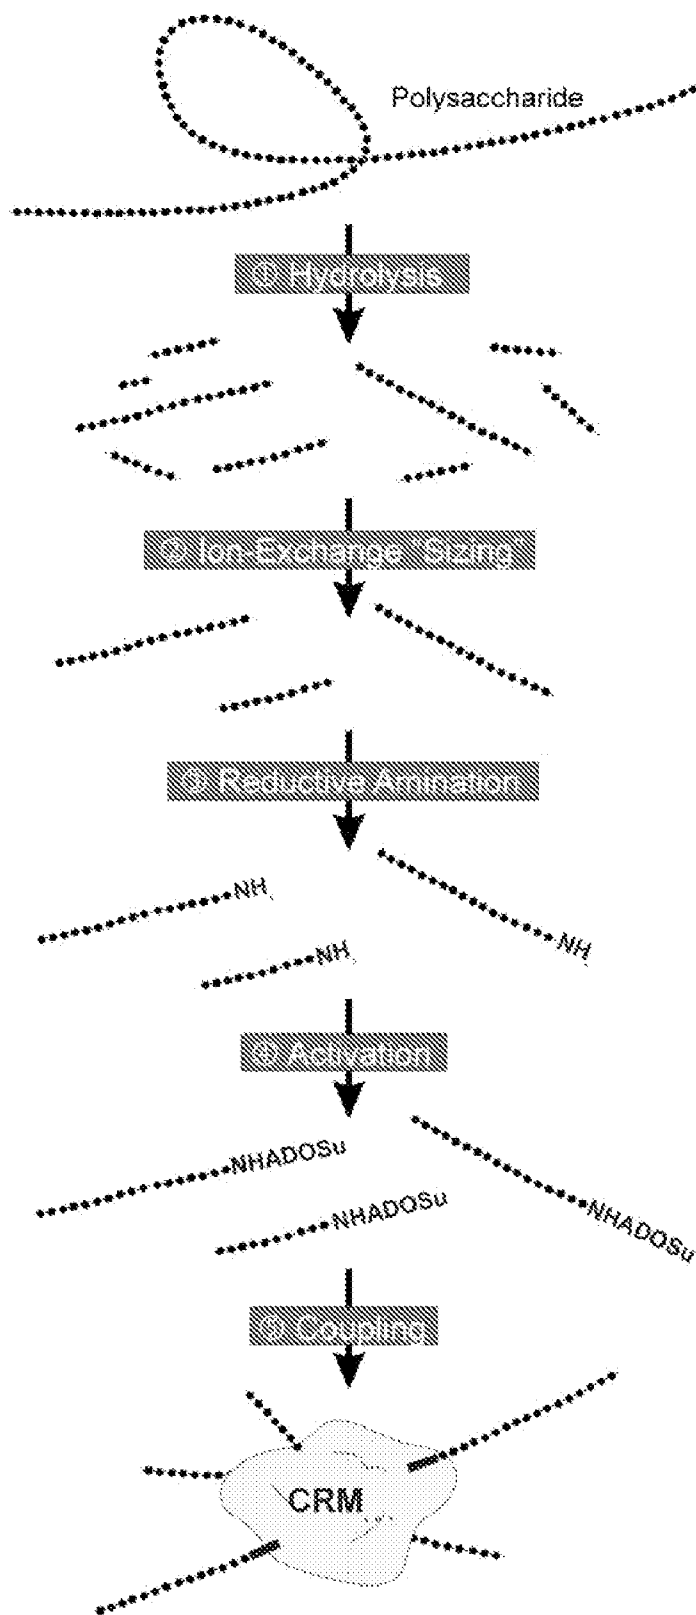 Polysaccharide
① Hydrolysis
② Ion-Exchange "Sizing"
③ Reductive Amination
NH
NH
NH
④ Activation
NHADOSu
NHADOSu
NHADOSu
⑤ Coupling
CRM